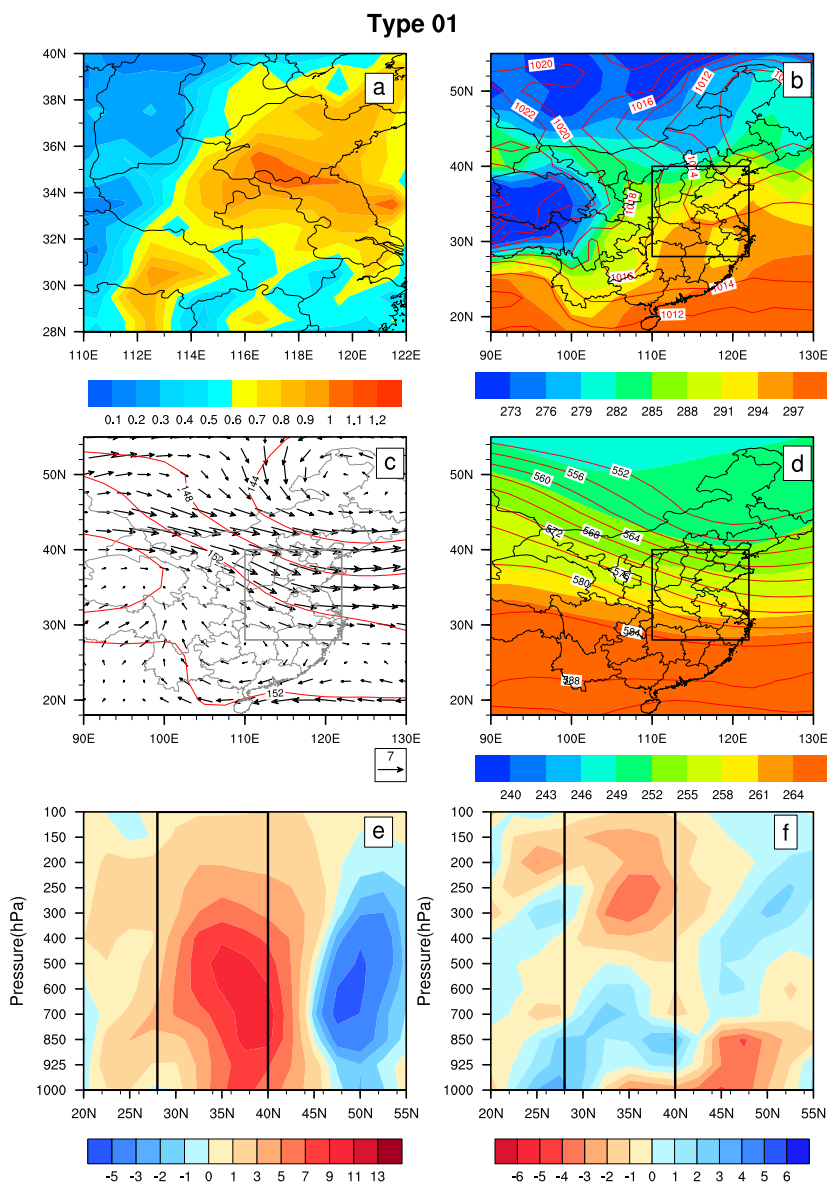 Type 01
40N
38N
36N
34N
32N
30N
28N
110E 112E 114E 116E 118E 120E 122E
a
0.1 0.2 0.3 0.4 0.5 0.6 0.7 0.8 0.9 1 1.1 1.2
50N
40N
30N
20N
90E 100E 110E 120E 130E
b
1020
1022
1020
1016
1012
1014
1018
1016
1014
1012
273 276 279 282 285 288 291 294 297
50N
40N
30N
20N
90E 100E 110E 120E 130E
c
148
144
152
152
7
50N
40N
30N
20N
90E 100E 110E 120E 130E
d
552
556
560
564
568
572
576
580
584
588
240 243 246 249 252 255 258 261 264
Pressure(hPa)
100
150
200
250
300
400
500
600
700
850
925
1000
20N 25N 30N 35N 40N 45N 50N 55N
e
-5 -3 -2 -1 0 1 3 5 7 9 11 13
Pressure(hPa)
100
150
200
250
300
400
500
600
700
850
925
1000
20N 25N 30N 35N 40N 45N 50N 55N
f
-6 -5 -4 -3 -2 -1 0 1 2 3 4 5 6